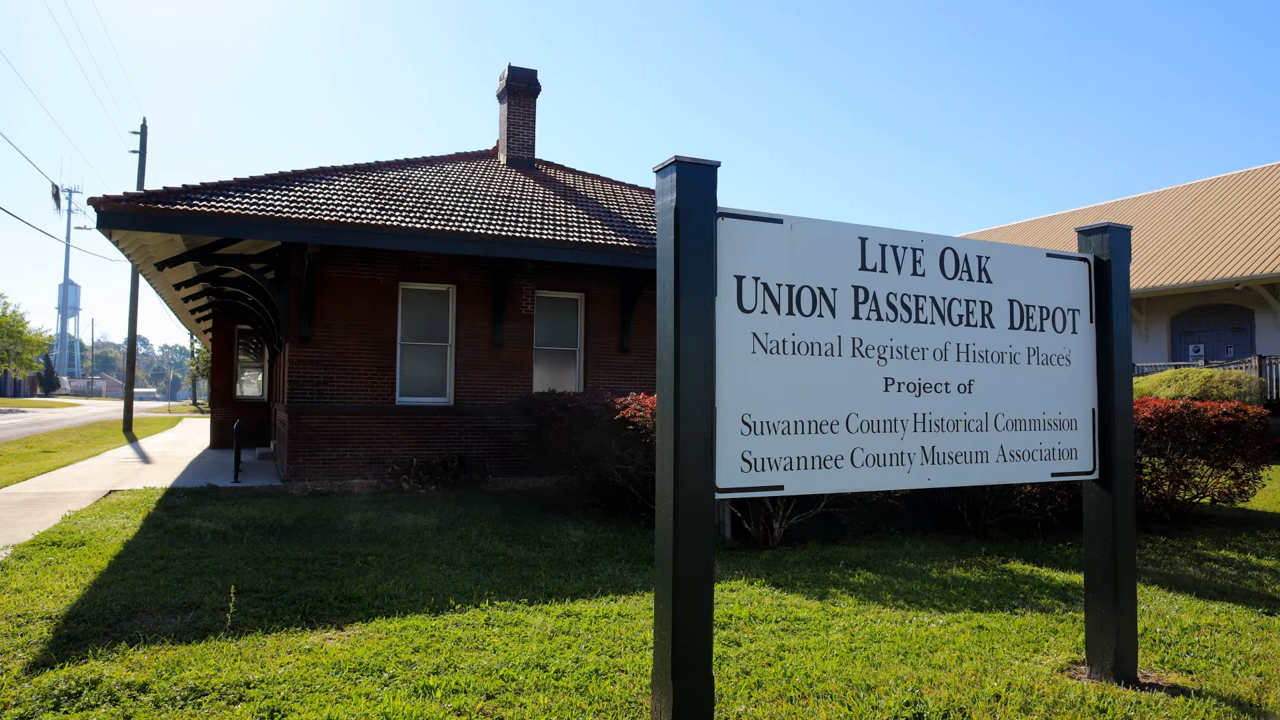 LIVE OAK
UNION PASSENGER DEPOT
National Register of Historic Places
Project of
Suwannee County Historical Commission
Suwannee County Museum Association